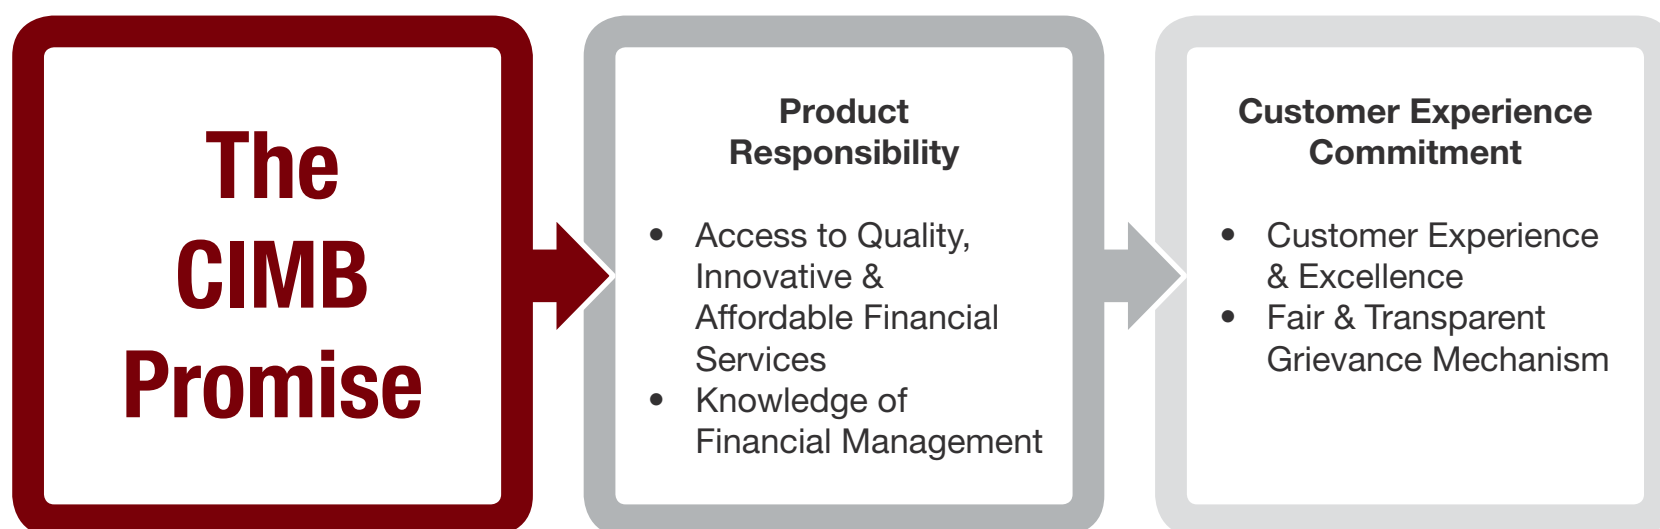 The
CIMB
Promise
Product
Responsibility
• Access to Quality,
Innovative &
Affordable Financial
Services
• Knowledge of
Financial Management
Customer Experience
Commitment
• Customer Experience
& Excellence
• Fair & Transparent
Grievance Mechanism